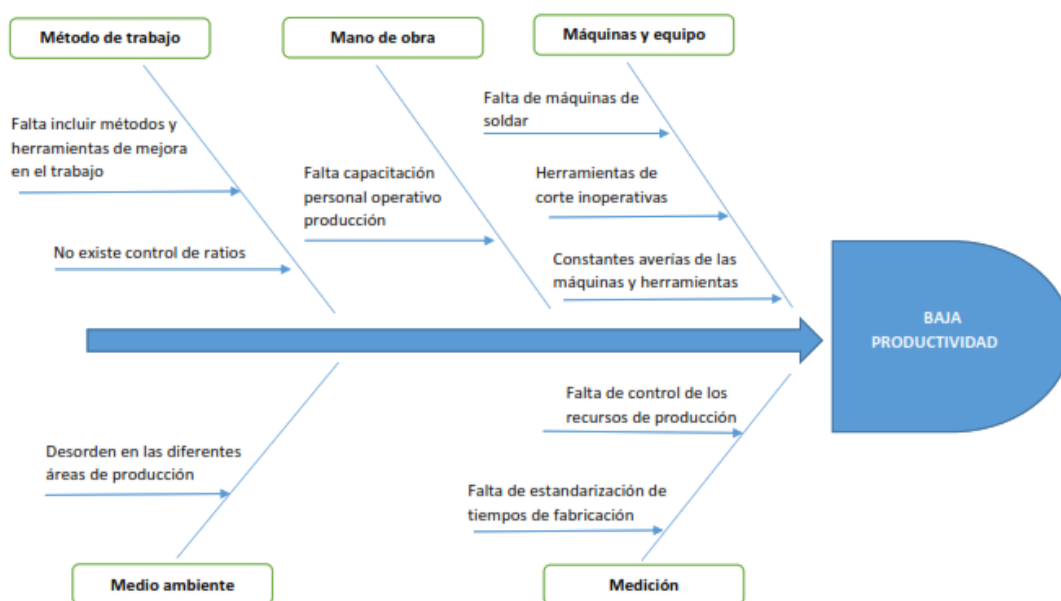 Método de trabajo
Mano de obra
Máquinas y equipo
Falta incluir métodos y
herramientas de mejora
en el trabajo
No existe control de ratios
Falta capacitación
personal operativo
producción
Falta de máquinas de
soldar
Herramientas de
corte inoperativas
Constantes averías de las
máquinas y herramientas
BAJA
PRODUCTIVIDAD
Desorden en las diferentes
áreas de producción
Falta de control de los
recursos de producción
Falta de estandarización de
tiempos de fabricación
Medio ambiente
Medición